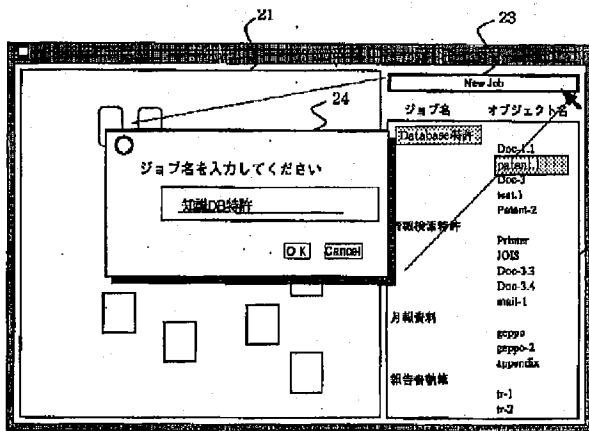 21
23
New Job
24
ジョブ名 オブジェクト名
Database特許
Doc-1.1
patent.1
Doc-3
test.1
Patent-2
ジョブ名を入力してください
知識DB特許
OK Cancel
情報検索特許
Printer
JOIS
Doc-3.3
Doc-3.4
mail-1
月報資料
geppo
geppo-2
appendix
報告書執筆
tr-1
tr-2